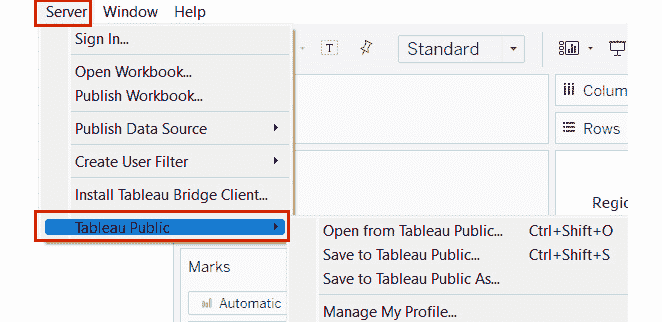 Server Window Help
Sign In...
Open Workbook...
Publish Workbook...
Publish Data Source
Create User Filter
Install Tableau Bridge Client...
Tableau Public
T Standard
Colum
Rows
Regio
Open from Tableau Public... Ctrl+Shift+O
Save to Tableau Public... Ctrl+Shift+S
Save to Tableau Public As...
Manage My Profile...
Marks
Automatic